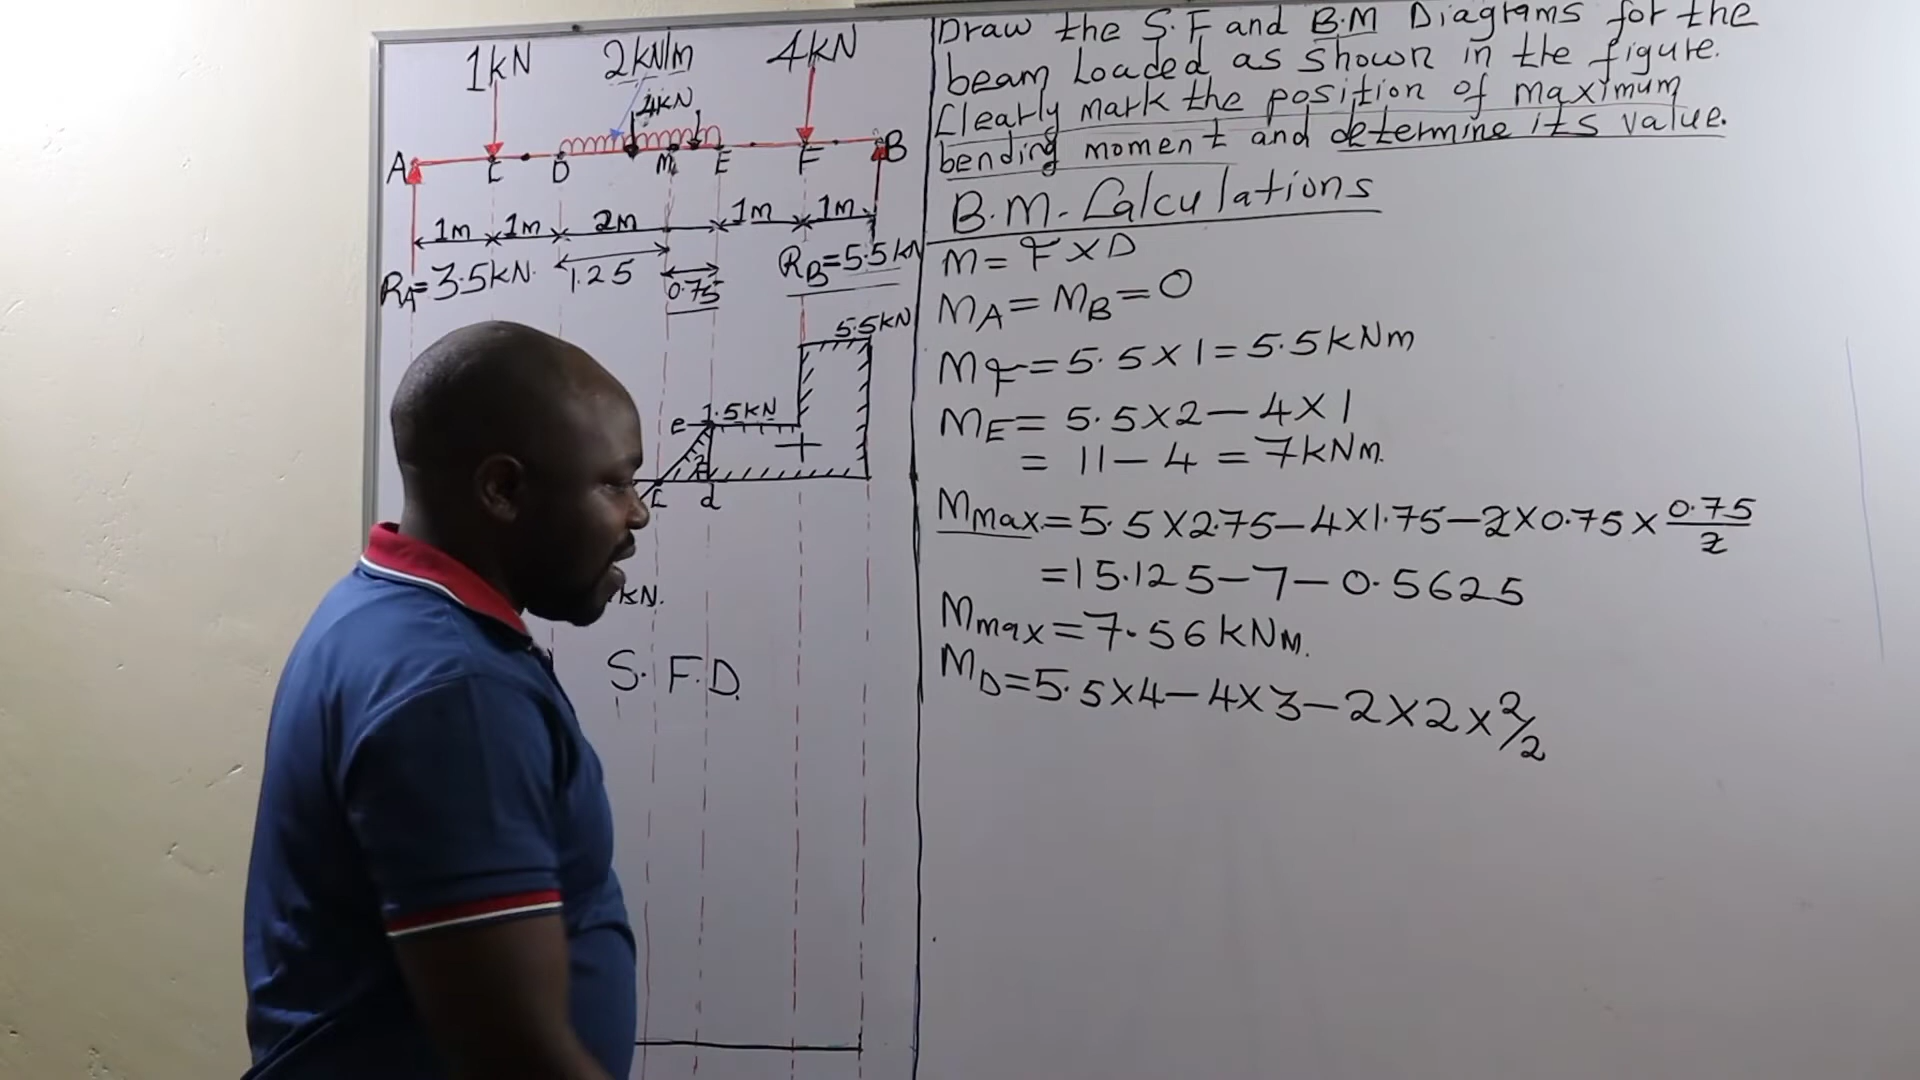 1kN 2kN/m 4kN
4kN
A C D M E F B
1m 1m 2m 1m 1m
RA=3.5kN. 1.25 0.75 RB=5.5kN
5.5kN
e 1.5kN
+
d
kN.
S.F.D.
Draw the S.F and B.M Diagrams for the
beam Loaded as shown in the figure.
Clearly mark the position of maximum
bending moment and determine its value.
B.M. Calculations
M = F X D
MA = MB = 0
MF = 5.5 X 1 = 5.5kNm
ME = 5.5 X 2 - 4 X 1
= 11 - 4 = 7kNm.
Mmax = 5.5 X 2.75 - 4 X 1.75 - 2 X 0.75 X 0.75/2
= 15.125 - 7 - 0.5625
Mmax = 7.56 kNm.
MD = 5.5 X 4 - 4 X 3 - 2 X 2 X 2/2